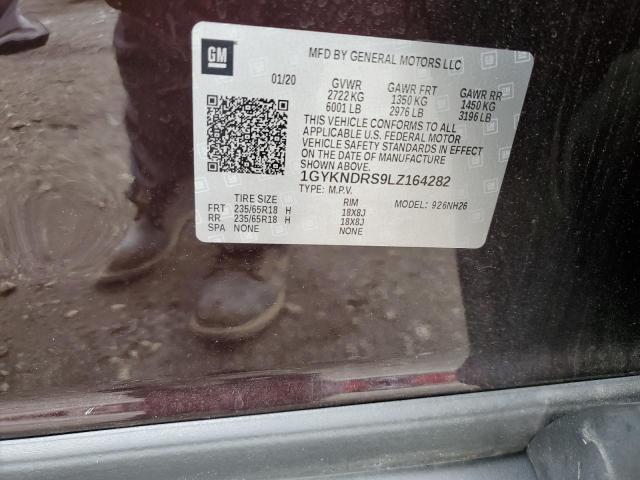 GM
MFD BY GENERAL MOTORS LLC
01/20 GVWR GAWR FRT GAWR RR
2722 KG 1350 KG 1450 KG
6001 LB 2976 LB 3196 LB
THIS VEHICLE CONFORMS TO ALL
APPLICABLE U.S. FEDERAL MOTOR
VEHICLE SAFETY STANDARDS IN EFFECT
ON THE DATE OF MANUFACTURE
SHOWN ABOVE.
1GYKNDRS9LZ164282
TYPE: M.P.V.
TIRE SIZE RIM MODEL: 926NH26
FRT 235/65R18 H 18X8J
RR 235/65R18 H 18X8J
SPA NONE NONE